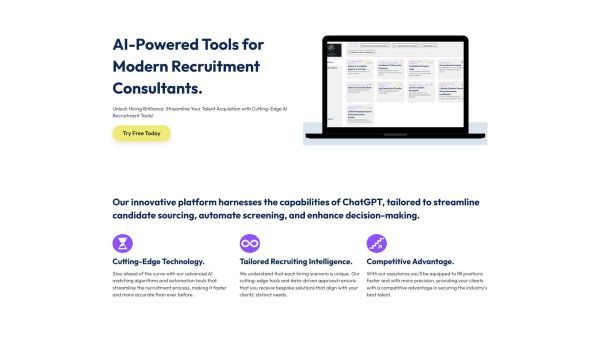 AI-Powered Tools for
Modern Recruitment
Consultants.
Unlock Hiring Brilliance: Streamline Your Talent Acquisition with Cutting-Edge AI
Recruitment Tools!
Try Free Today
Our innovative platform harnesses the capabilities of ChatGPT, tailored to streamline
candidate sourcing, automate screening, and enhance decision-making.
Cutting-Edge Technology.
Stay ahead of the curve with our advanced AI
matching algorithms and automation tools that
streamline the recruitment process, making it faster
and more accurate than ever before.
Tailored Recruiting Intelligence.
We understand that each hiring scenario is unique. Our
cutting-edge tools and data-driven approach ensure
that you receive bespoke solutions that align with your
clients' distinct needs.
Competitive Advantage.
With our assistance you'll be equipped to fill positions
faster and with more precision, providing your clients
with a competitive advantage in securing the industry's
best talent.